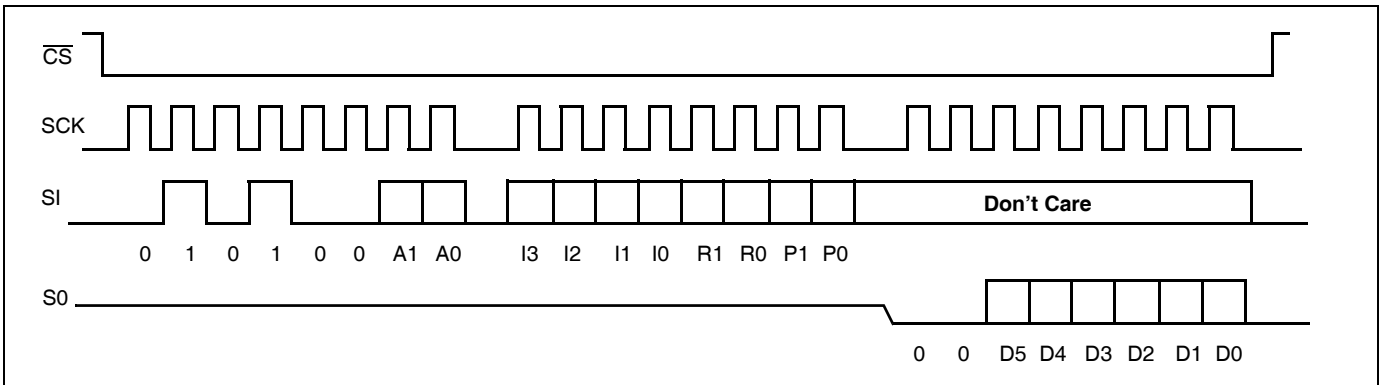 CS
SCK
SI
Don't Care
0 1 0 1 0 0 A1 A0 I3 I2 I1 I0 R1 R0 P1 P0
S0
0 0 D5 D4 D3 D2 D1 D0